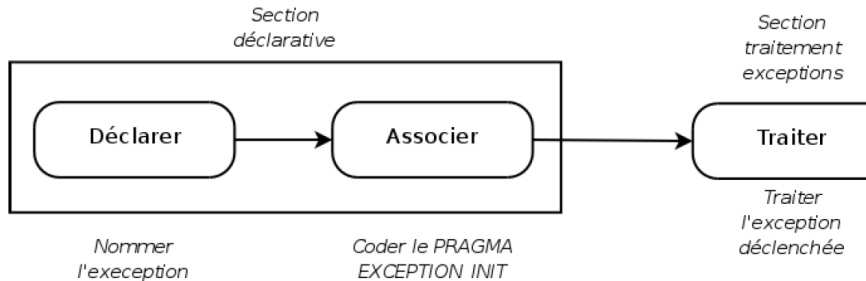 Section
déclarative
Section
traitement
exceptions
Déclarer
Associer
Traiter
Nommer
l'exeception
Coder le PRAGMA
EXCEPTION INIT
Traiter
l'exception
déclenchée